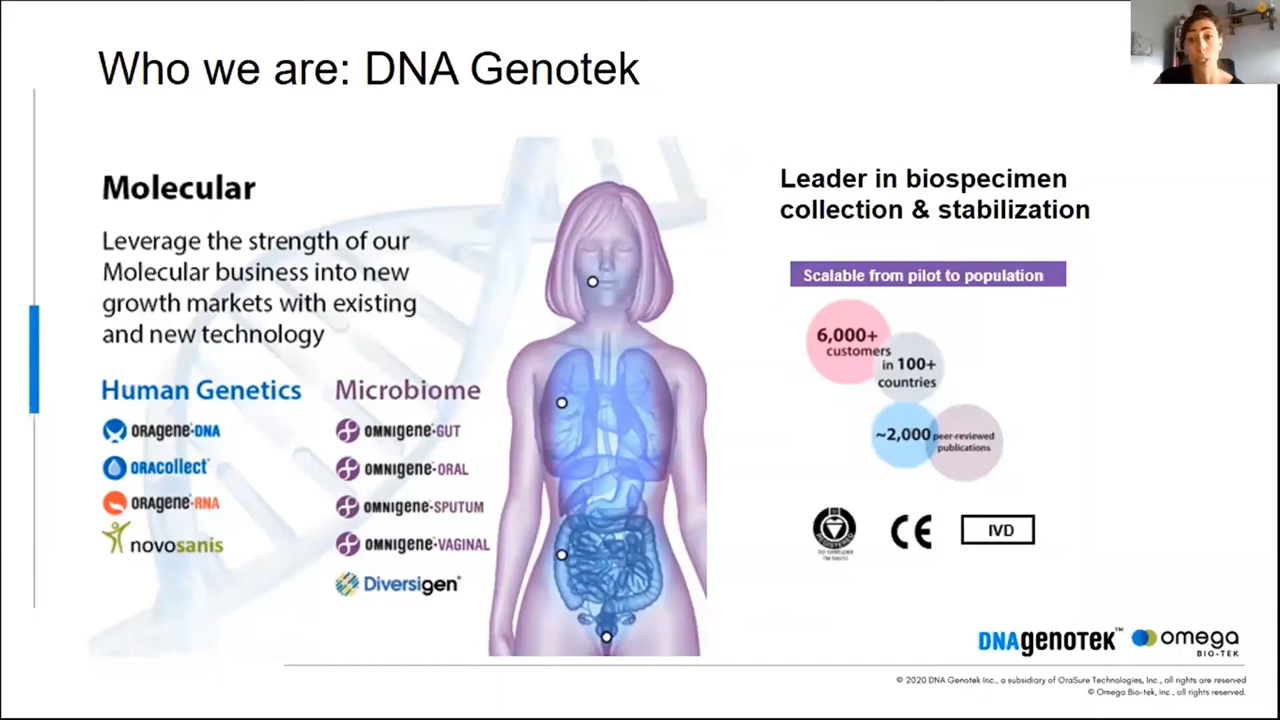 Who we are: DNA Genotek
Molecular
Leverage the strength of our
Molecular business into new
growth markets with existing
and new technology
Human Genetics
ORAgene•DNA
ORAcollect
ORAgene•RNA
novosanis
Microbiome
OMNIgene•GUT
OMNIgene•ORAL
OMNIgene•SPUTUM
OMNIgene•VAGINAL
Diversigen®
Leader in biospecimen
collection & stabilization
Scalable from pilot to population
6,000+
customers
in 100+
countries
~2,000 peer-reviewed
publications
REGISTERED
CE
IVD
DNAgenotek™
omega
BIO-TEK
© 2020 DNA Genotek Inc., a subsidiary of OraSure Technologies, Inc., all rights are reserved
© Omega Bio-tek, Inc., all rights reserved.